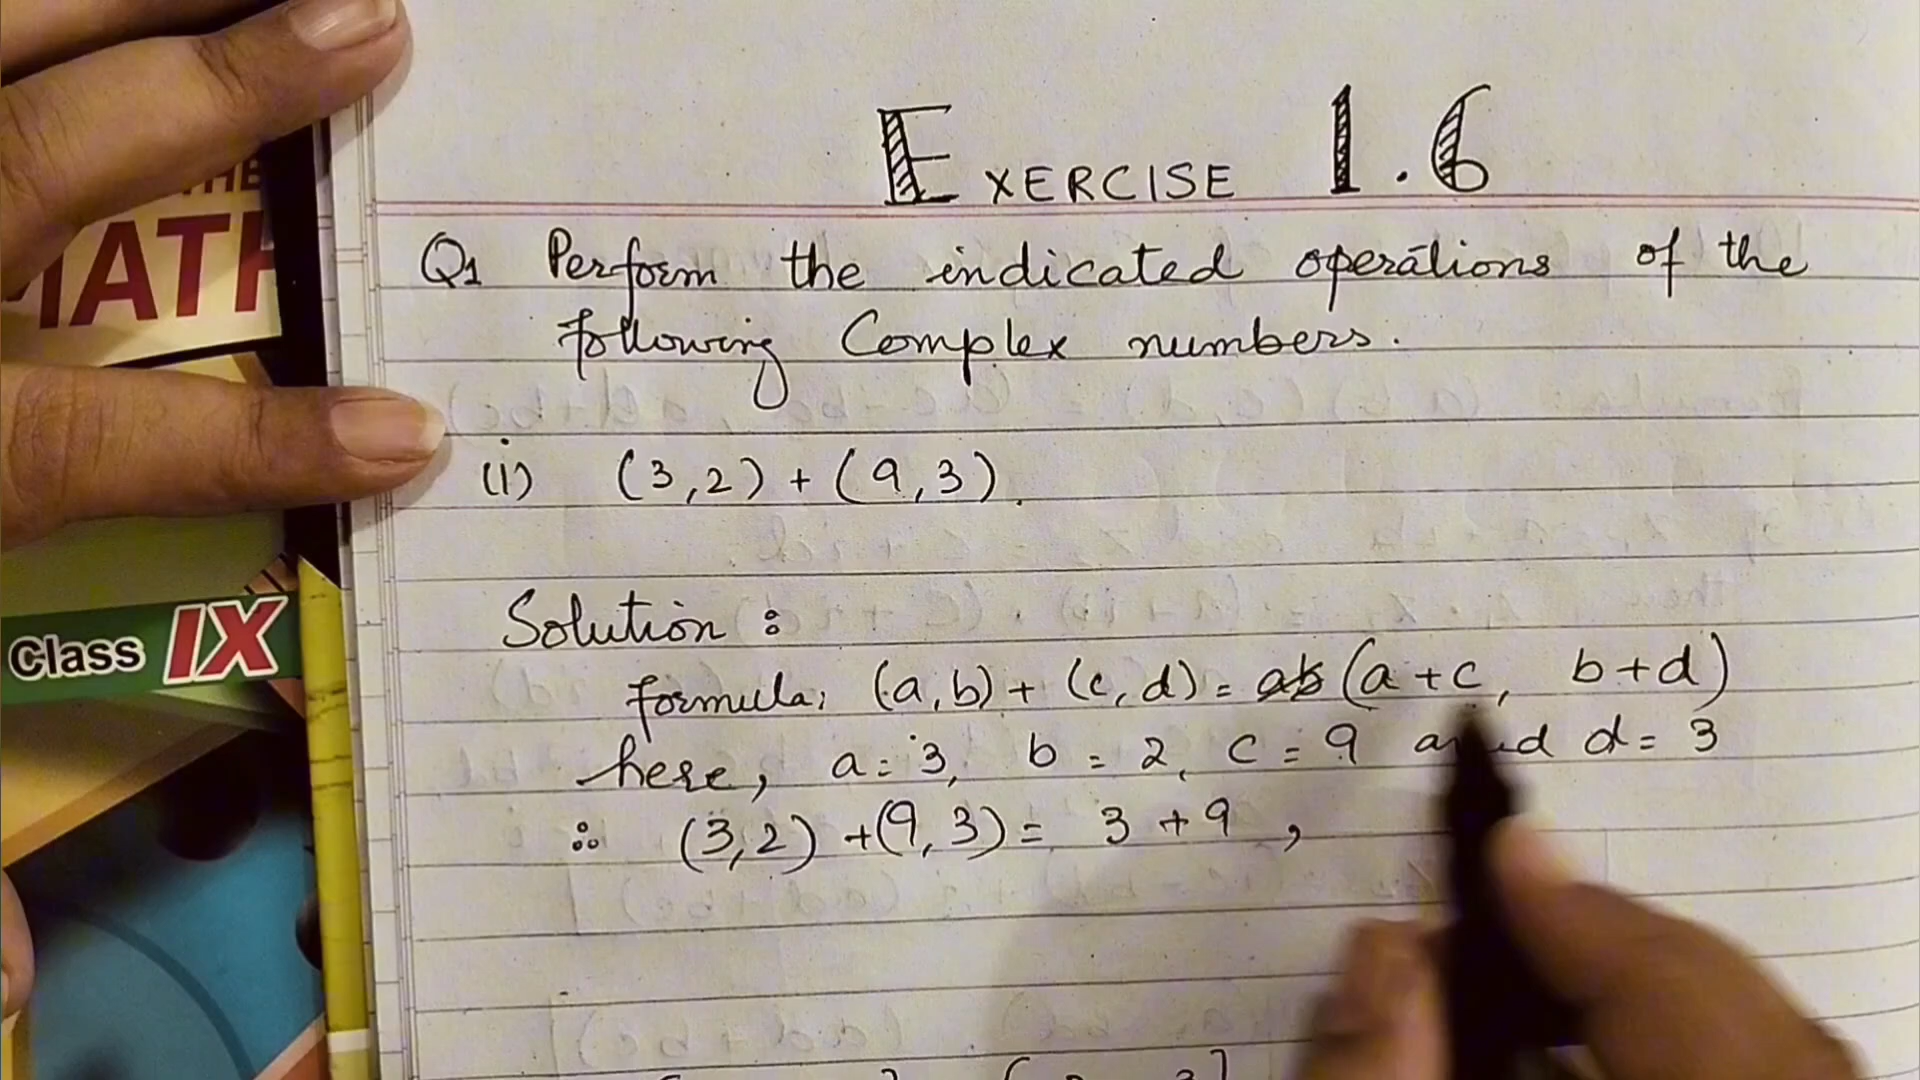 EXERCISE 1.6
Q1 Perform the indicated operations of the
following Complex numbers.
(i) (3,2) + (9,3).
Solution :
formula; (a,b) + (c,d) = ab (a+c, b+d)
here, a = 3, b = 2, c = 9 and d = 3
∴ (3,2) + (9,3) = 3 + 9 ,
MATH
Class IX